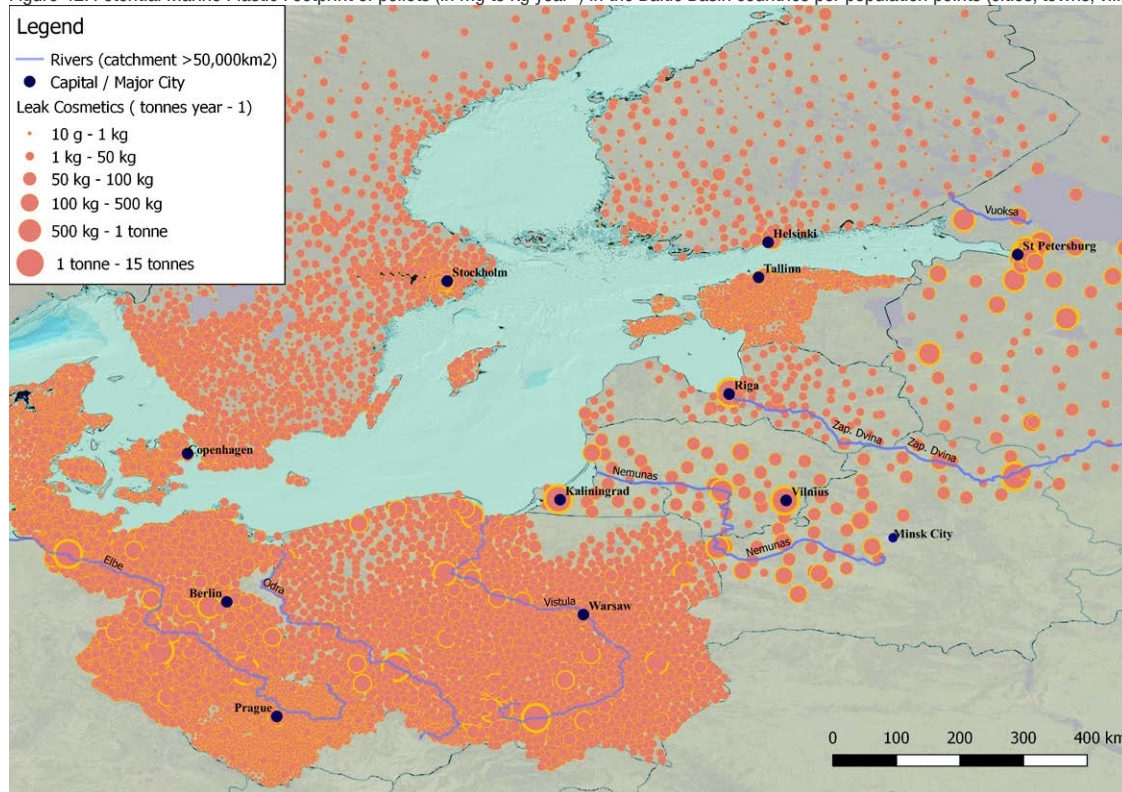 Legend
Rivers (catchment >50,000km2)
Capital / Major City
Leak Cosmetics ( tonnes year - 1)
10 g - 1 kg
1 kg - 50 kg
50 kg - 100 kg
100 kg - 500 kg
500 kg - 1 tonne
1 tonne - 15 tonnes
Vuoksa
Helsinki
St Petersburg
Stockholm
Tallinn
Riga
Zap. Dvina
Zap. Dvina
Copenhagen
Nemunas
Kaliningrad
Vilnius
Minsk City
Nemunas
Elbe
Odra
Berlin
Vistula
Warsaw
Prague
0 100 200 300 400 km